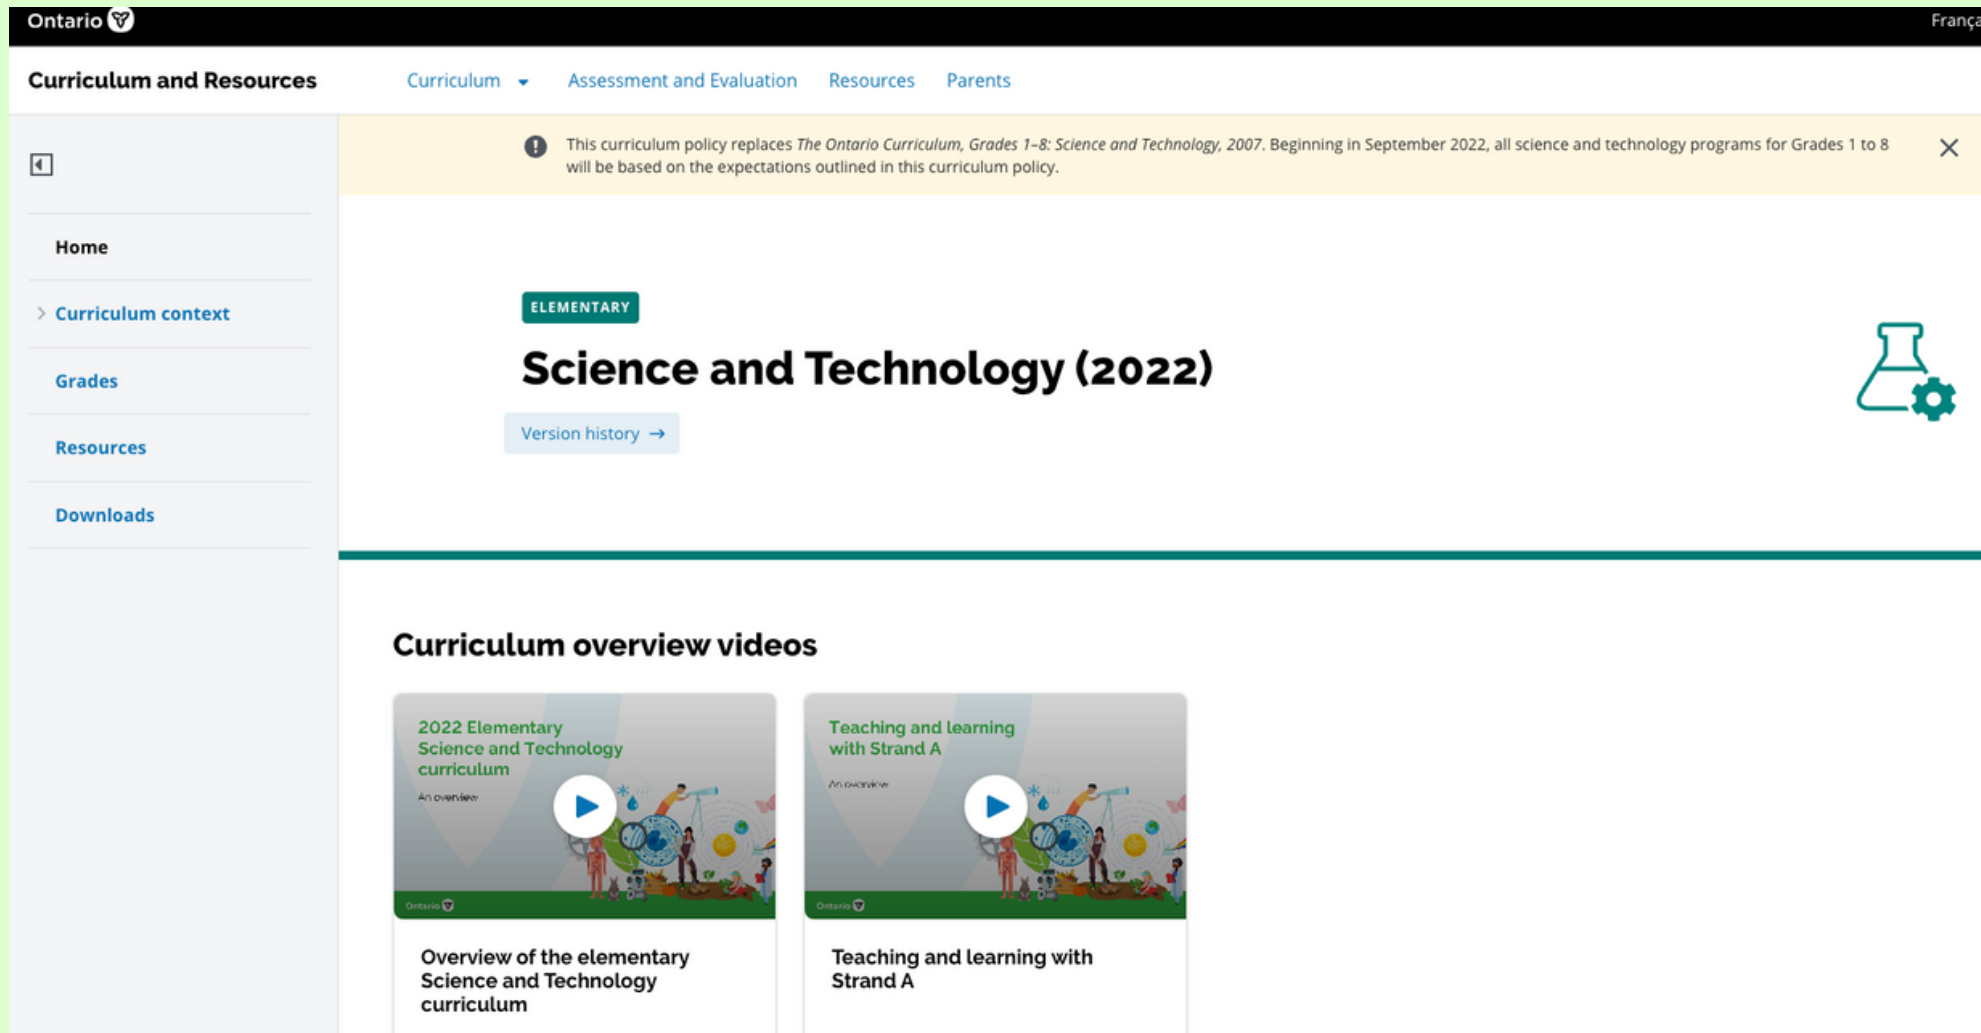 Ontario
França
Curriculum and Resources
Curriculum
Assessment and Evaluation
Resources
Parents
This curriculum policy replaces The Ontario Curriculum, Grades 1–8: Science and Technology, 2007. Beginning in September 2022, all science and technology programs for Grades 1 to 8
will be based on the expectations outlined in this curriculum policy.
Home
Curriculum context
Grades
Resources
Downloads
ELEMENTARY
Science and Technology (2022)
Version history →
Curriculum overview videos
2022 Elementary
Science and Technology
curriculum
An overview
Ontario
Teaching and learning
with Strand A
An overview
Ontario
Overview of the elementary
Science and Technology
curriculum
Teaching and learning with
Strand A